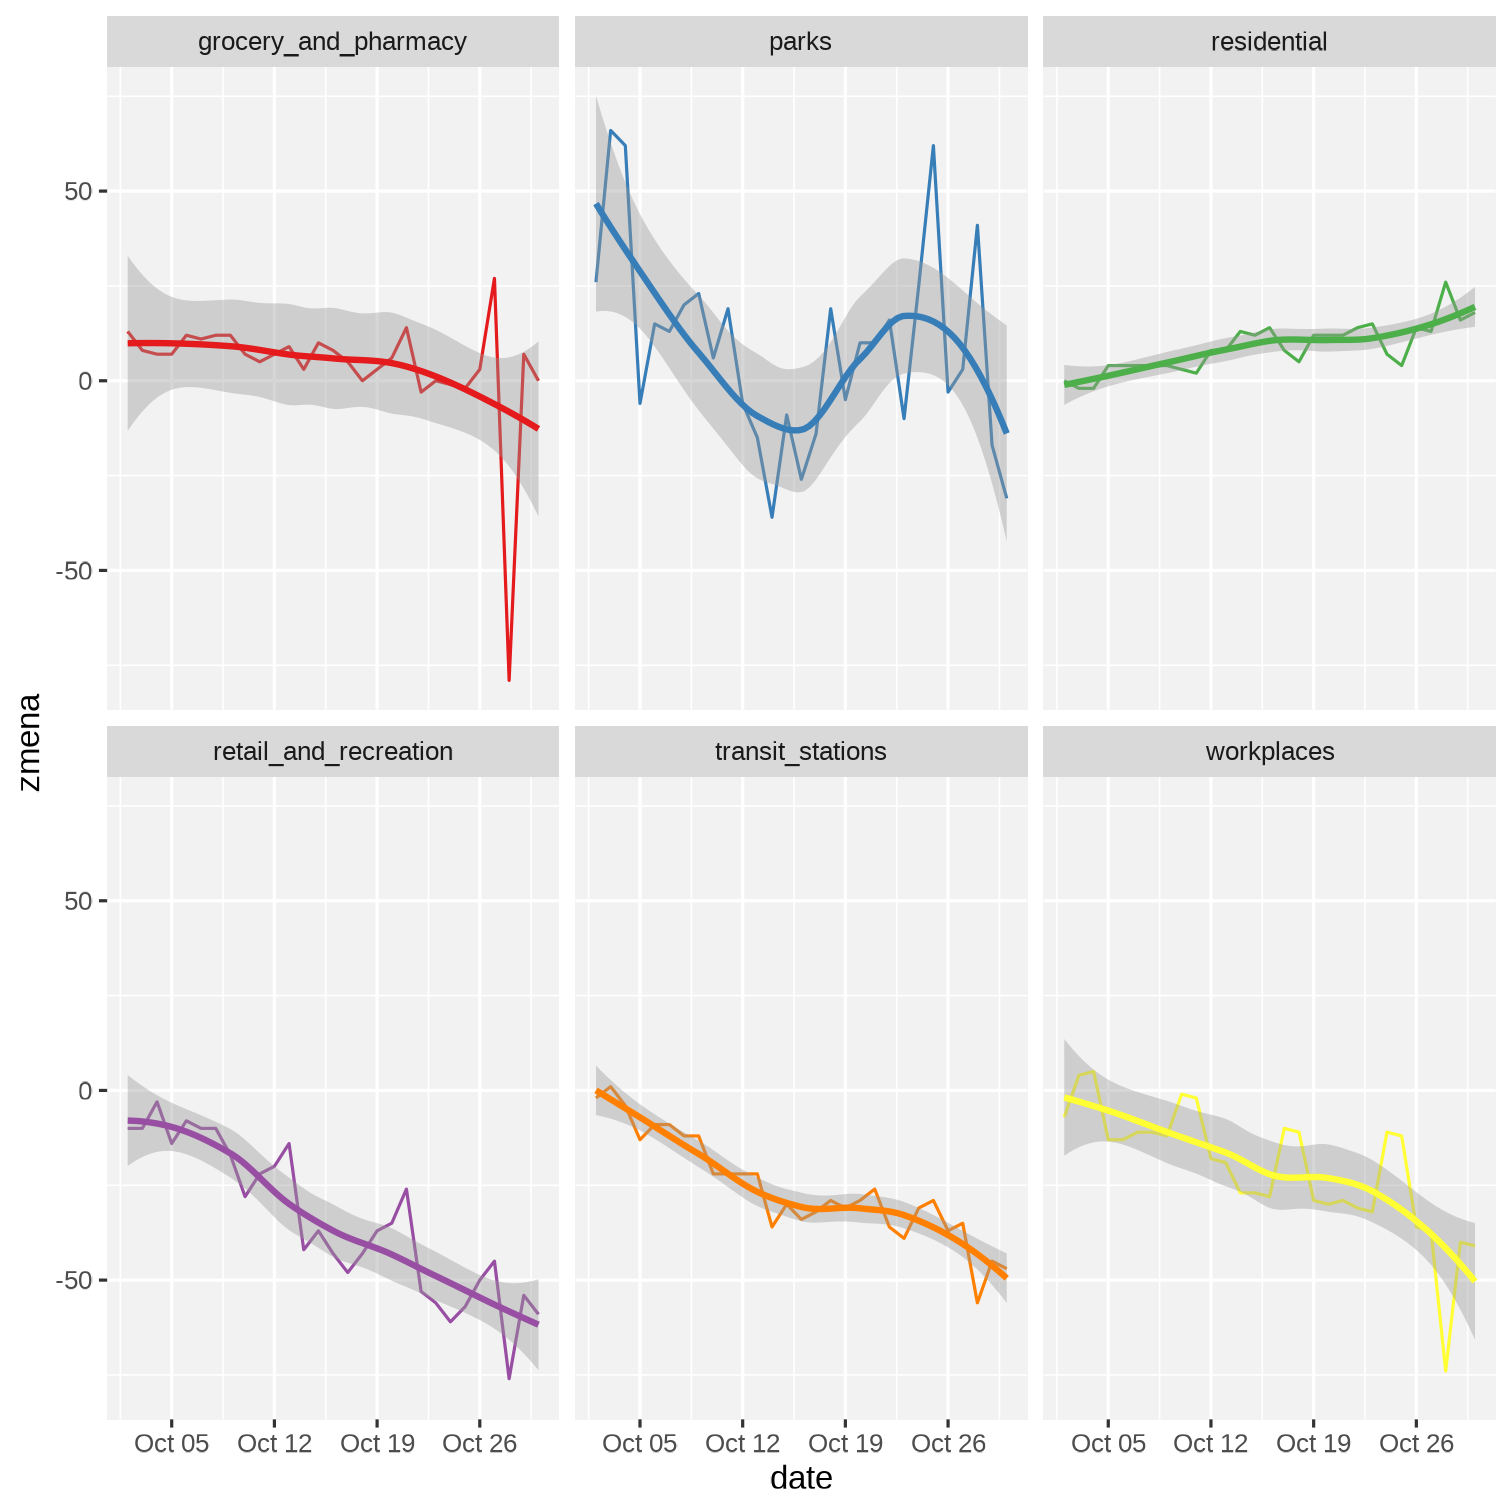 grocery_and_pharmacy parks residential
50
0
-50
zmena
retail_and_recreation transit_stations workplaces
50
0
-50
Oct 05 Oct 12 Oct 19 Oct 26 Oct 05 Oct 12 Oct 19 Oct 26 Oct 05 Oct 12 Oct 19 Oct 26
date